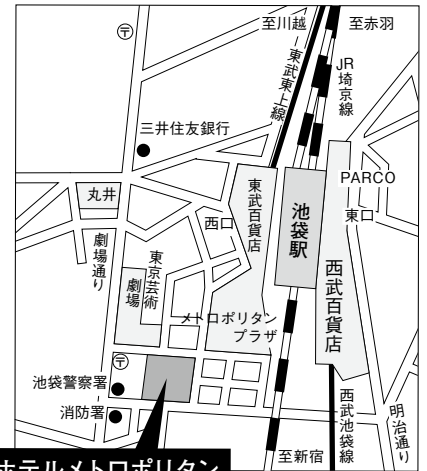 至川越
至赤羽
〒
東武東上線
JR埼京線
三井住友銀行
PARCO
丸井
東武百貨店
池袋駅
西口
東口
劇場通り
東京芸術
劇場
西武百貨店
メトロポリタン
プラザ
〒
池袋警察署
消防署
西武池袋線
明治通り
至新宿
ホテルメトロポリタン